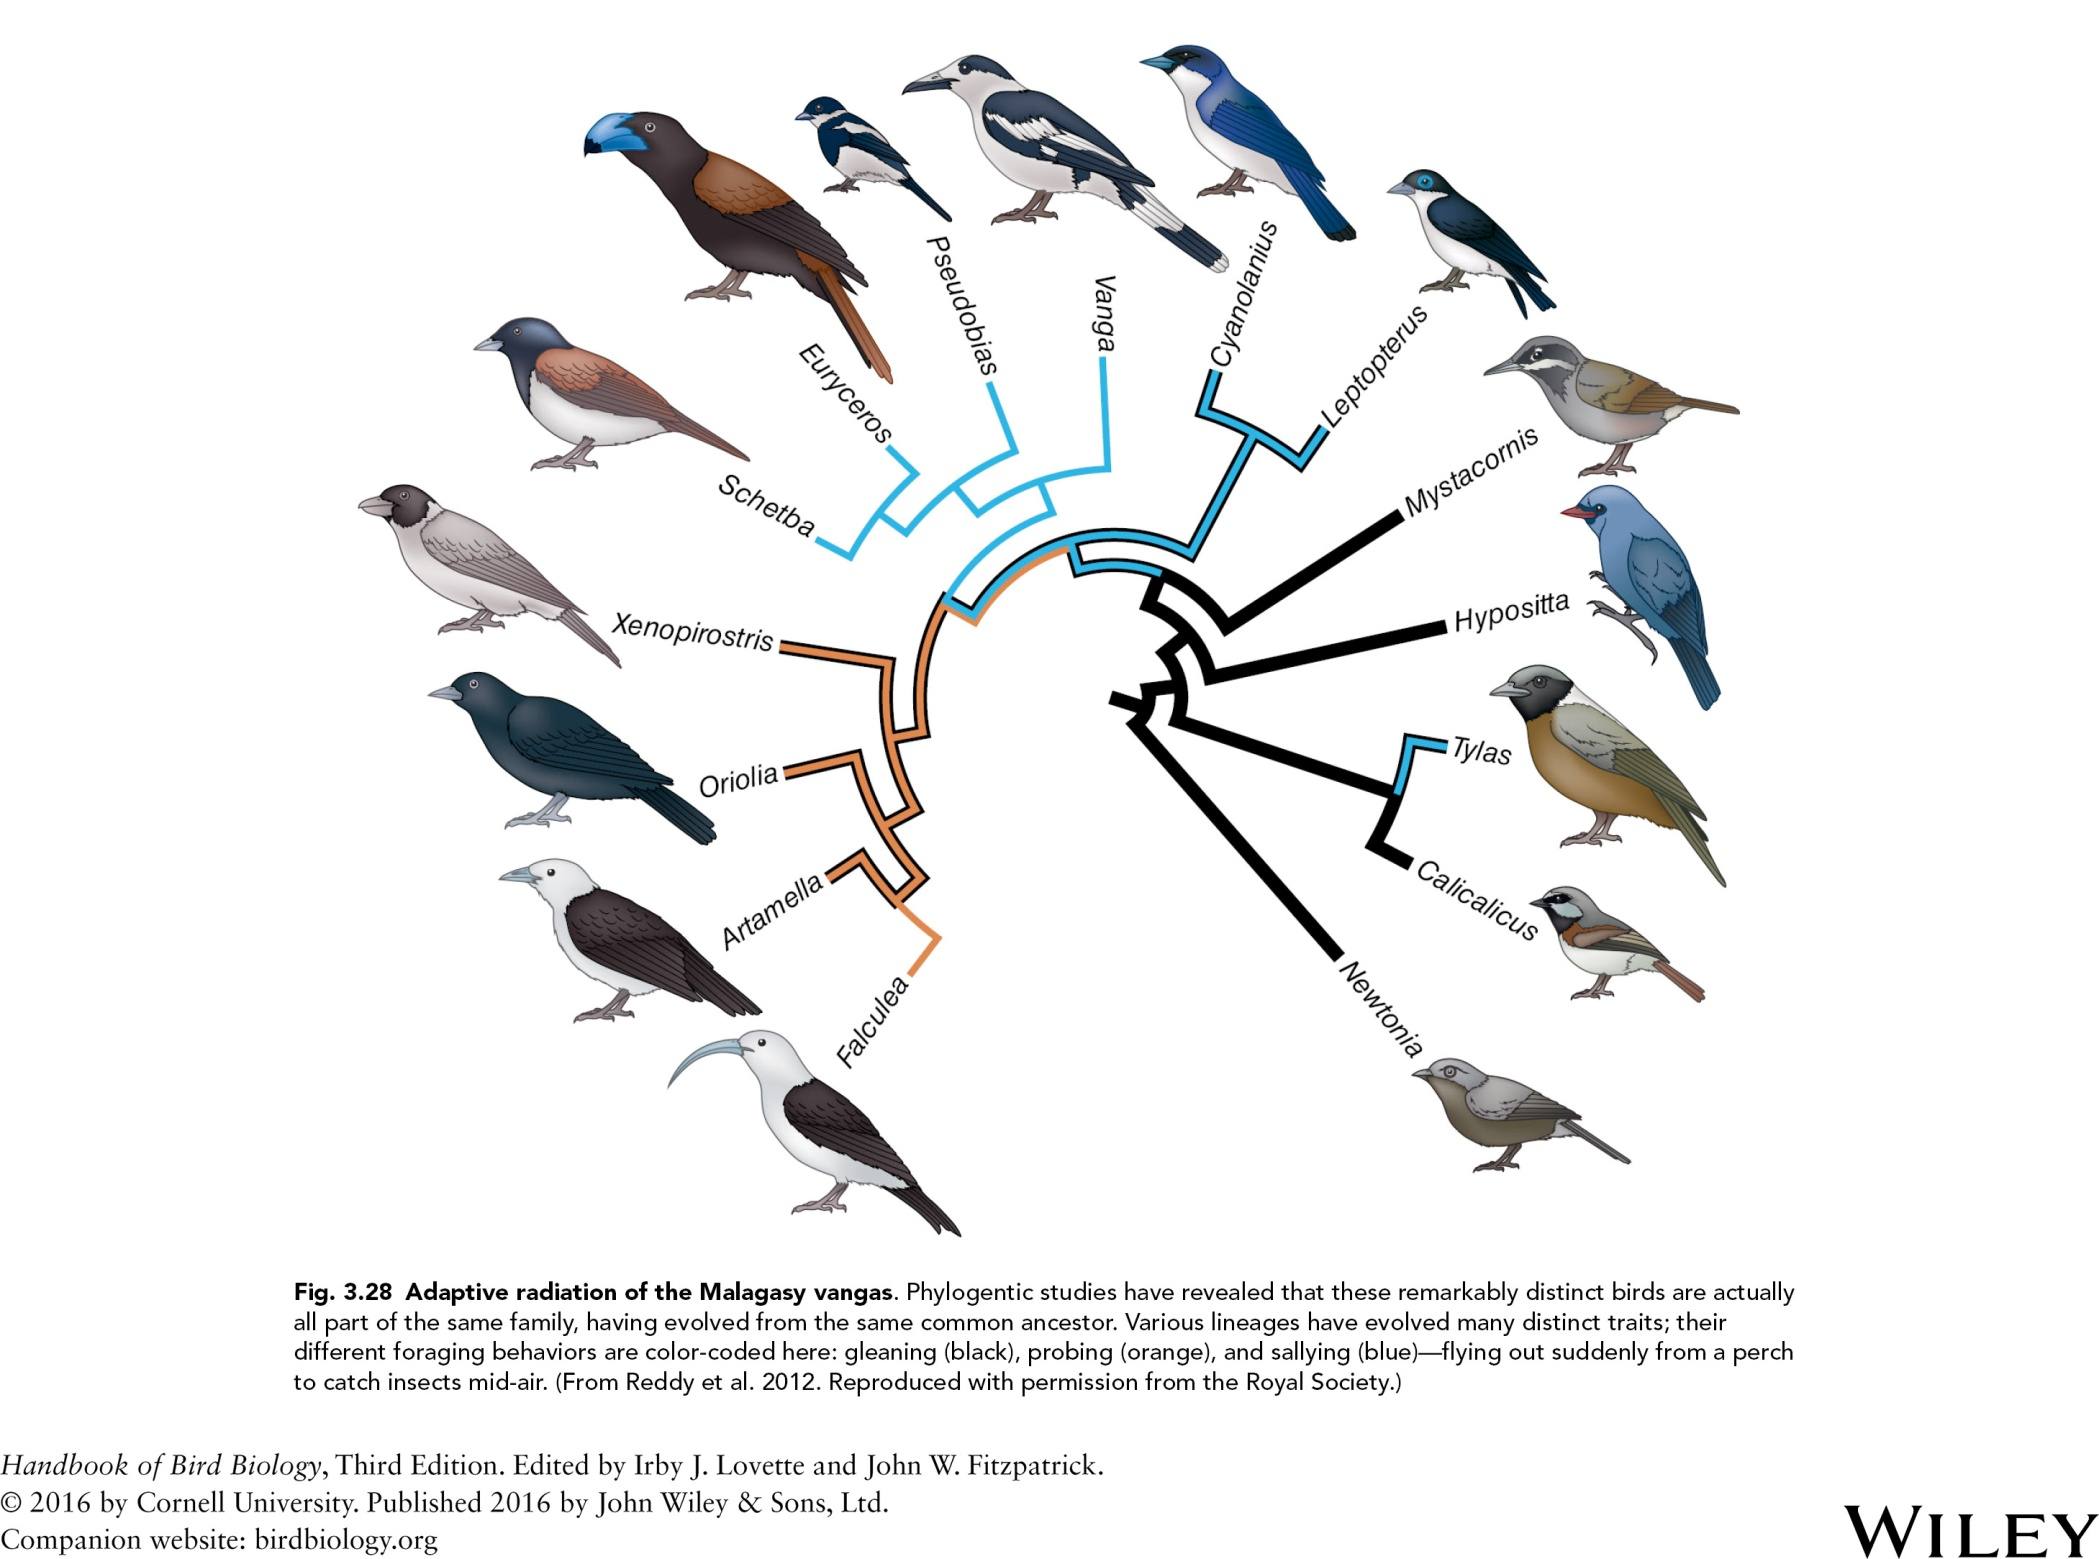 Pseudobias
Vanga
Cyanolanius
Leptopterus
Euryceros
Mystacornis
Schetba
Hypositta
Xenopirostris
Tylas
Oriolia
Calicalicus
Artamella
Newtonia
Falculea
Fig. 3.28 Adaptive radiation of the Malagasy vangas. Phylogentic studies have revealed that these remarkably distinct birds are actually
all part of the same family, having evolved from the same common ancestor. Various lineages have evolved many distinct traits; their
different foraging behaviors are color-coded here: gleaning (black), probing (orange), and sallying (blue)—flying out suddenly from a perch
to catch insects mid-air. (From Reddy et al. 2012. Reproduced with permission from the Royal Society.)
Handbook of Bird Biology, Third Edition. Edited by Irby J. Lovette and John W. Fitzpatrick.
© 2016 by Cornell University. Published 2016 by John Wiley & Sons, Ltd.
Companion website: birdbiology.org
WILEY